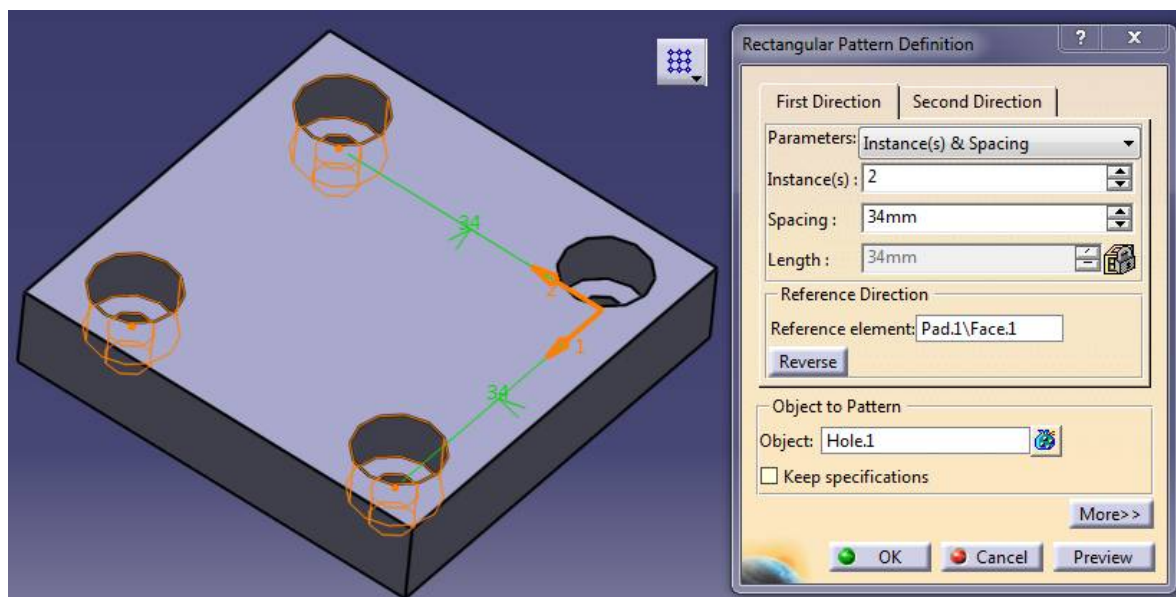 34
2
1
34
Rectangular Pattern Definition
? X
First Direction
Second Direction
Parameters: Instance(s) & Spacing
Instance(s) : 2
Spacing : 34mm
Length : 34mm
Reference Direction
Reference element: Pad.1\Face.1
Reverse
Object to Pattern
Object: Hole.1
Keep specifications
More>>
OK Cancel Preview